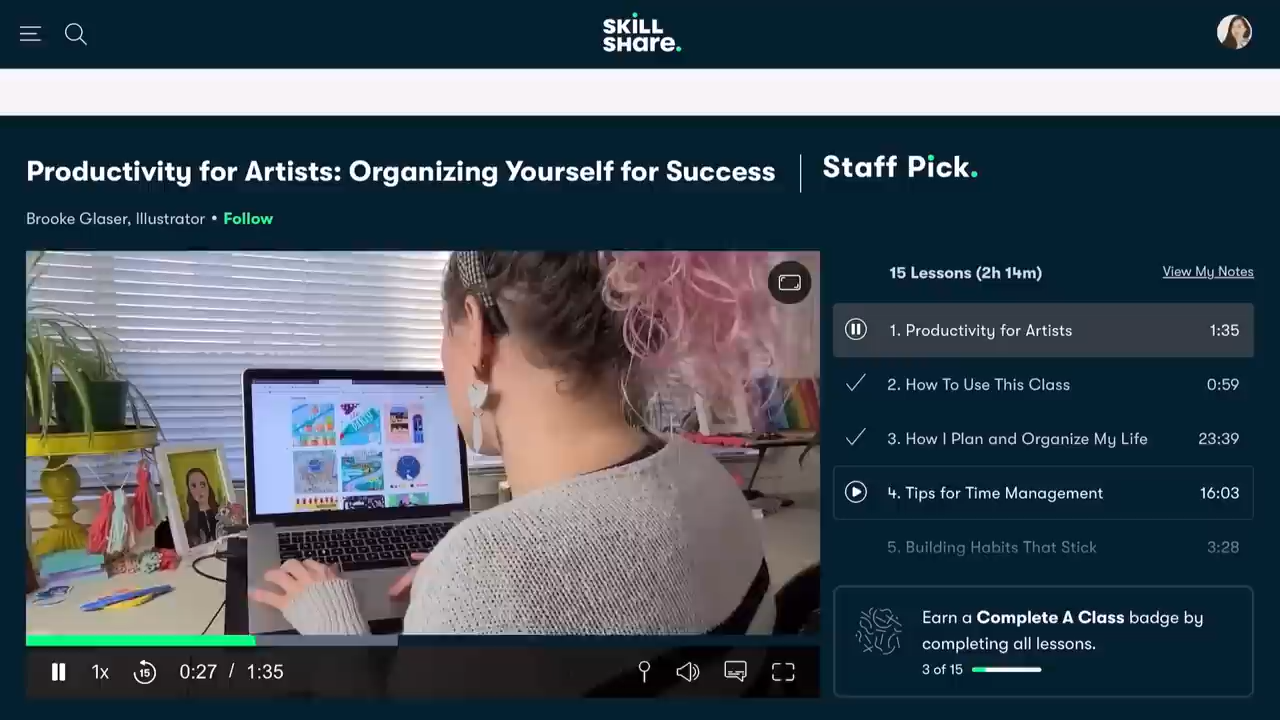 SKILL
SHare.
Productivity for Artists: Organizing Yourself for Success
Staff Pick.
Brooke Glaser, Illustrator • Follow
15 Lessons (2h 14m)
View My Notes
1. Productivity for Artists 1:35
2. How To Use This Class 0:59
3. How I Plan and Organize My Life 23:39
4. Tips for Time Management 16:03
5. Building Habits That Stick 3:28
Earn a Complete A Class badge by
completing all lessons.
3 of 15
1x
15
0:27 / 1:35